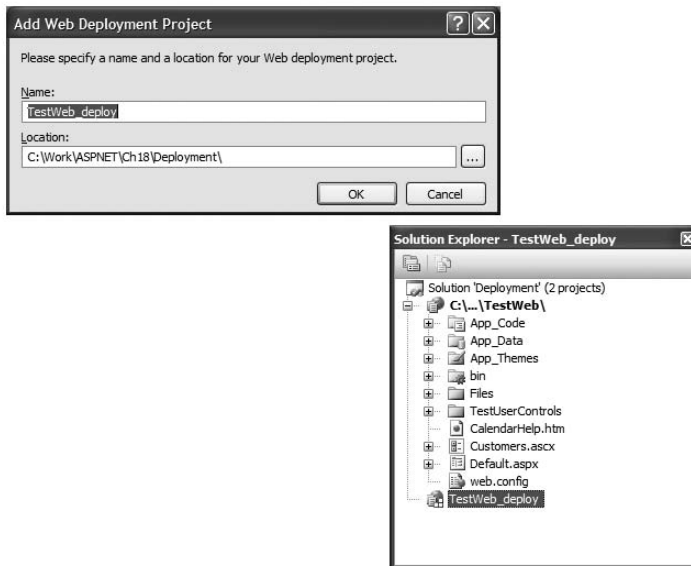 Add Web Deployment Project
Please specify a name and a location for your Web deployment project.
Name:
TestWeb_deploy
Location:
C:\Work\ASPNET\Ch18\Deployment\
...
OK
Cancel
Solution Explorer - TestWeb_deploy
Solution 'Deployment' (2 projects)
C:\...\TestWeb\
App_Code
App_Data
App_Themes
bin
Files
TestUserControls
CalendarHelp.htm
Customers.ascx
Default.aspx
web.config
TestWeb_deploy